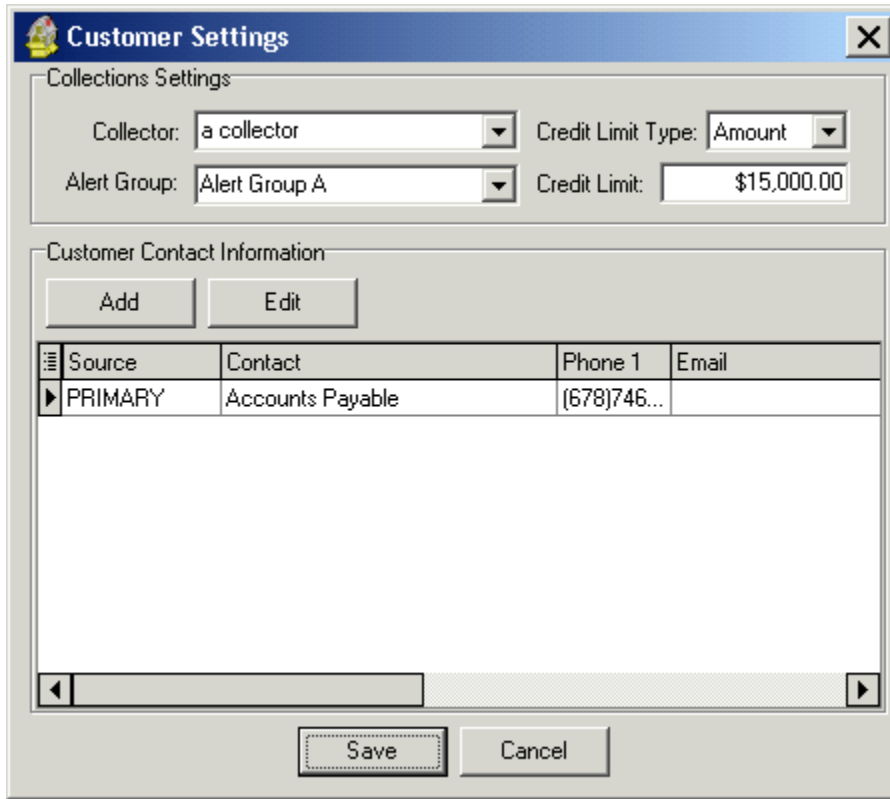 Customer Settings
Collections Settings
Collector: a collector Credit Limit Type: Amount
Alert Group: Alert Group A Credit Limit: $15,000.00
Customer Contact Information
Add Edit
Source Contact Phone 1 Email
PRIMARY Accounts Payable (678)746...
Save Cancel